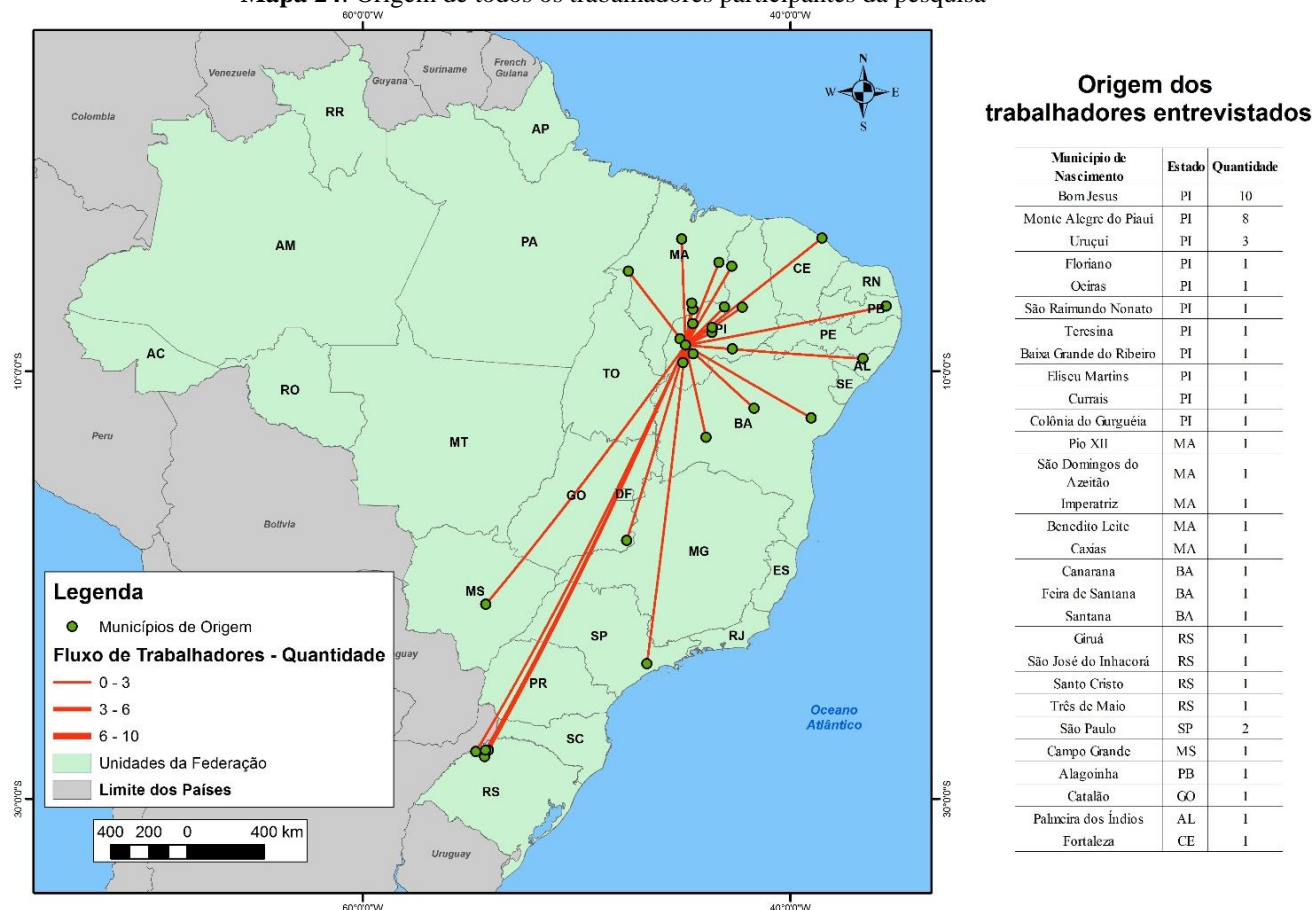 Mapa 24: Origem de todos os trabalhadores participantes da pesquisa
60°0'0"W
40°0'0"W
Venezuela
Guyana
Suriname
French
Guiana
Colombia
RR
AP
N
W
E
S
AM
PA
MA
CE
RN
PB
PI
PE
AL
SE
AC
TO
10°0'0"S
10°0'0"S
RO
BA
Peru
MT
GO
DF
Bolivia
MG
ES
MS
SP
RJ
guay
PR
Oceano
Atlântico
SC
RS
30°0'0"S
30°0'0"S
Uruguay
60°0'0"W
40°0'0"W
Legenda
Municípios de Origem
Fluxo de Trabalhadores - Quantidade
0 - 3
3 - 6
6 - 10
Unidades da Federação
Limite dos Países
400 200 0 400 km
Origem dos
trabalhadores entrevistados
Município de Nascimento Estado Quantidade
Bom Jesus PI 10
Monte Alegre do Piauí PI 8
Uruçuí PI 3
Floriano PI 1
Oeiras PI 1
São Raimundo Nonato PI 1
Teresina PI 1
Baixa Grande do Ribeiro PI 1
Eliseu Martins PI 1
Currais PI 1
Colônia do Gurguéia PI 1
Pio XII MA 1
São Domingos do Azeitão MA 1
Imperatriz MA 1
Benedito Leite MA 1
Caxias MA 1
Canarana BA 1
Feira de Santana BA 1
Santana BA 1
Giruá RS 1
São José do Inhacorá RS 1
Santo Cristo RS 1
Três de Maio RS 1
São Paulo SP 2
Campo Grande MS 1
Alagoinha PB 1
Catalão GO 1
Palmeira dos Índios AL 1
Fortaleza CE 1